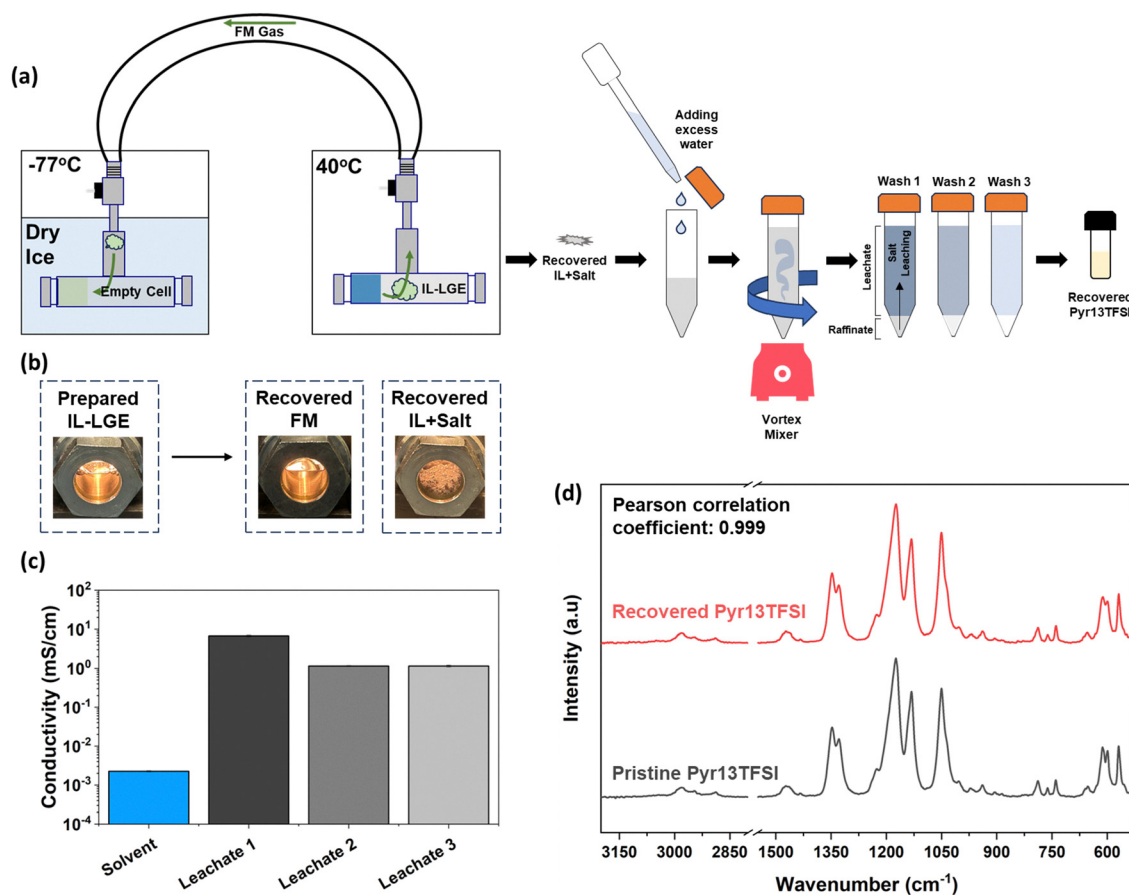 (a)
FM Gas
-77°C
Dry
Ice
Empty Cell
40°C
IL-LGE
Recovered
IL+Salt
Adding
excess
water
Vortex
Mixer
Wash 1 Wash 2 Wash 3
Leachate
Salt
Leaching
Raffinate
Recovered
Pyr13TFSI
(b)
Prepared
IL-LGE
Recovered
FM
Recovered
IL+Salt
(c)
Conductivity (mS/cm)
10²
10¹
10⁰
10⁻¹
10⁻²
10⁻³
10⁻⁴
Solvent
Leachate 1
Leachate 2
Leachate 3
(d)
Pearson correlation
coefficient: 0.999
Recovered Pyr13TFSI
Pristine Pyr13TFSI
Intensity (a.u)
3150 3000 2850 1500 1350 1200 1050 900 750 600
Wavenumber (cm⁻¹)